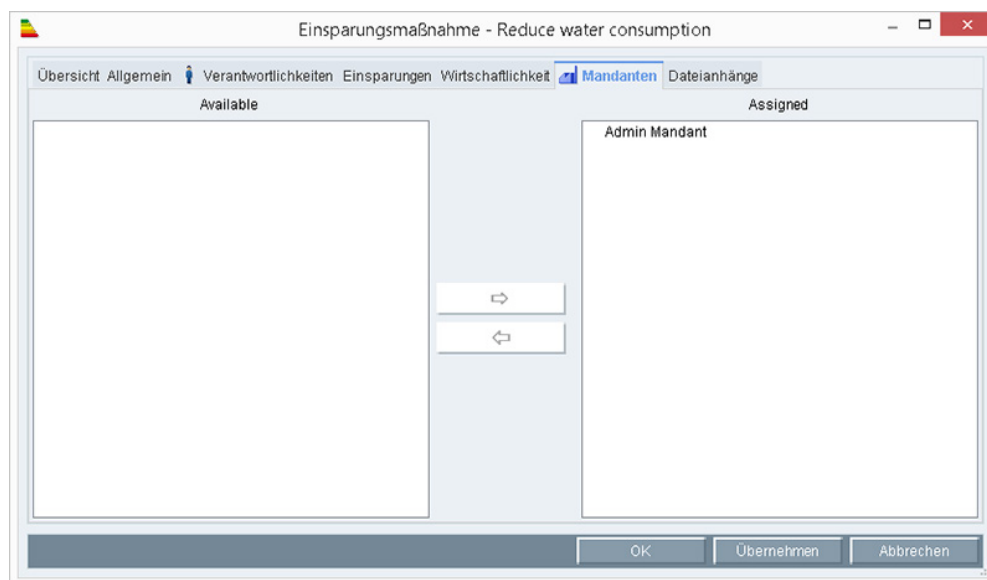 Einsparungsmaßnahme - Reduce water consumption
Übersicht Allgemein Verantwortlichkeiten Einsparungen Wirtschaftlichkeit Mandanten Dateianhänge
Available Assigned
Admin Mandant
OK Übernehmen Abbrechen